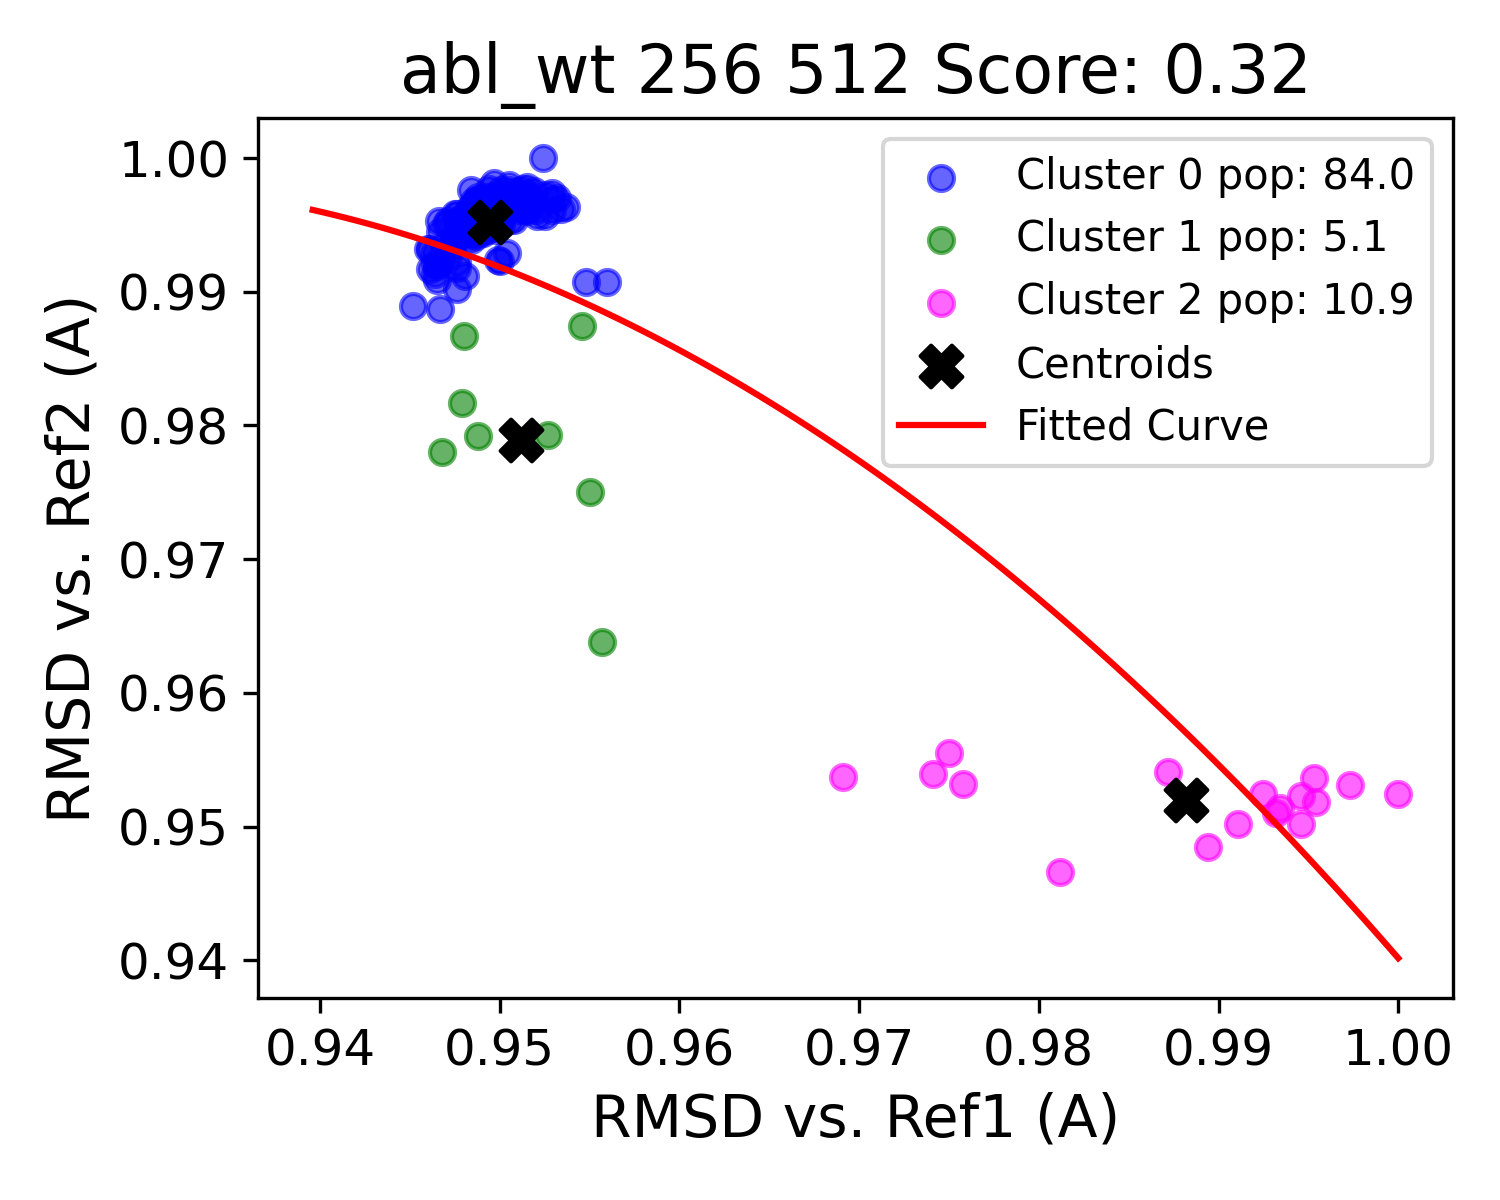 abl_wt 256 512 Score: 0.32
RMSD vs. Ref2 (A)
1.00
0.99
0.98
0.97
0.96
0.95
0.94
Cluster 0 pop: 84.0
Cluster 1 pop: 5.1
Cluster 2 pop: 10.9
Centroids
Fitted Curve
0.94 0.95 0.96 0.97 0.98 0.99 1.00
RMSD vs. Ref1 (A)